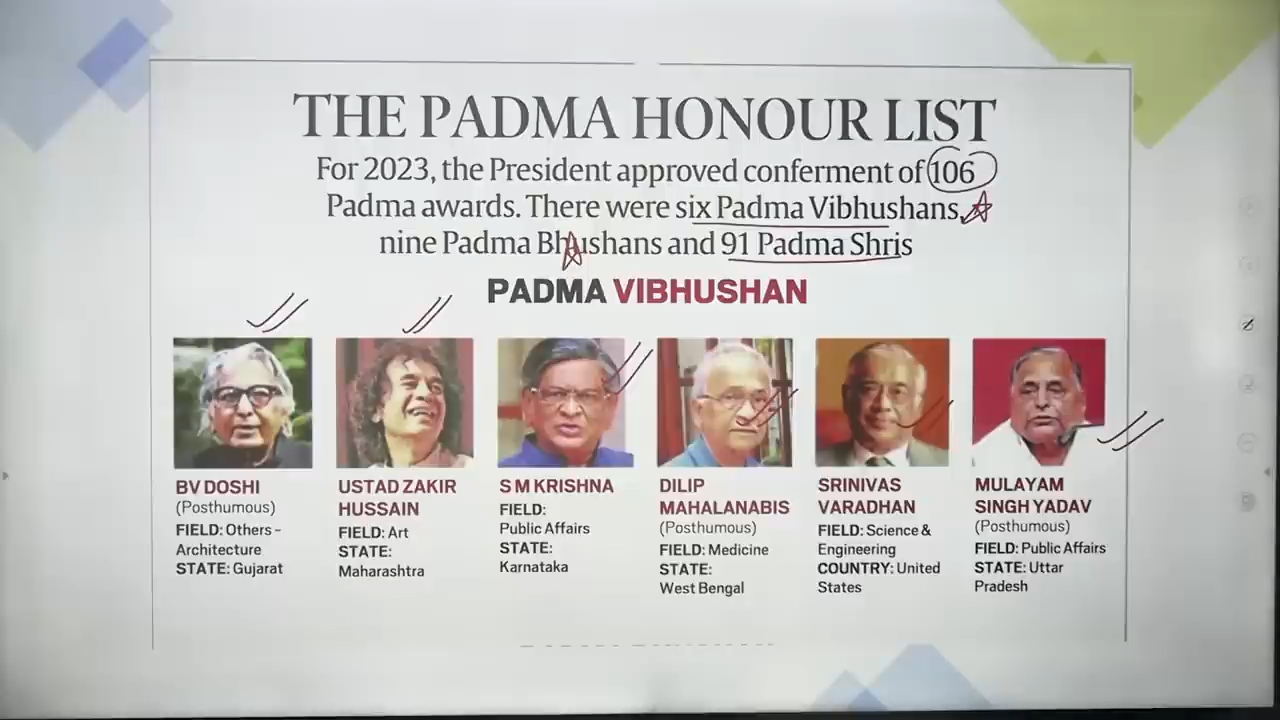 THE PADMA HONOUR LIST
For 2023, the President approved conferment of 106
Padma awards. There were six Padma Vibhushans,
nine Padma Bhushans and 91 Padma Shris
PADMA VIBHUSHAN
BV DOSHI
(Posthumous)
FIELD: Others –
Architecture
STATE: Gujarat
USTAD ZAKIR
HUSSAIN
FIELD: Art
STATE:
Maharashtra
S M KRISHNA
FIELD:
Public Affairs
STATE:
Karnataka
DILIP
MAHALANABIS
(Posthumous)
FIELD: Medicine
STATE:
West Bengal
SRINIVAS
VARADHAN
FIELD: Science &
Engineering
COUNTRY: United
States
MULAYAM
SINGH YADAV
(Posthumous)
FIELD: Public Affairs
STATE: Uttar
Pradesh